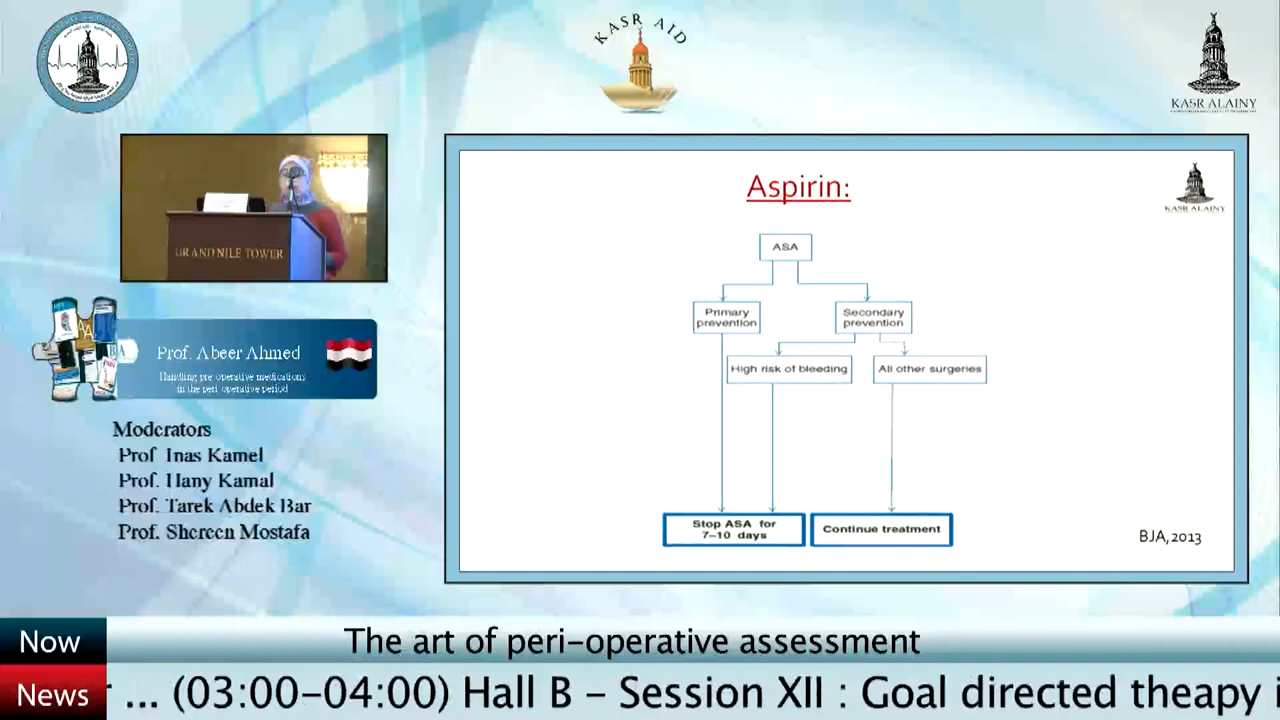 KASR AID
KASR ALAINY
GRAND NILE TOWER
Prof. Abeer Ahmed
Handling pre operative medications
in the peri operative period
Moderators
Prof. Inas Kamel
Prof. Hany Kamal
Prof. Tarek Abdek Bar
Prof. Shereen Mostafa
Aspirin:
KASR ALAINY
ASA
Primary
prevention
Secondary
prevention
High risk of bleeding
All other surgeries
Stop ASA for
7–10 days
Continue treatment
BJA,2013
Now
The art of peri-operative assessment
News
... (03:00-04:00) Hall B - Session XII : Goal directed theapy